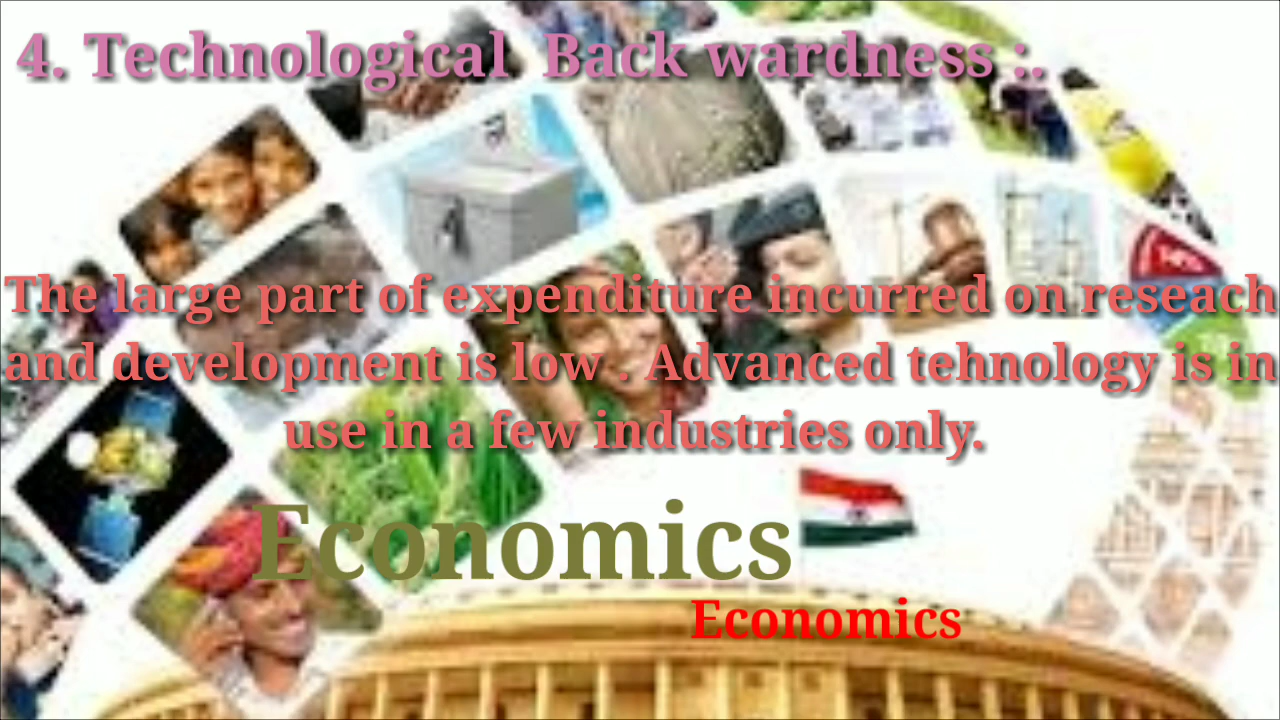 4. Technological Back wardness :.
The large part of expenditure incurred on reseach
and development is low . Advanced tehnology is in
use in a few industries only.
Economics
Economics